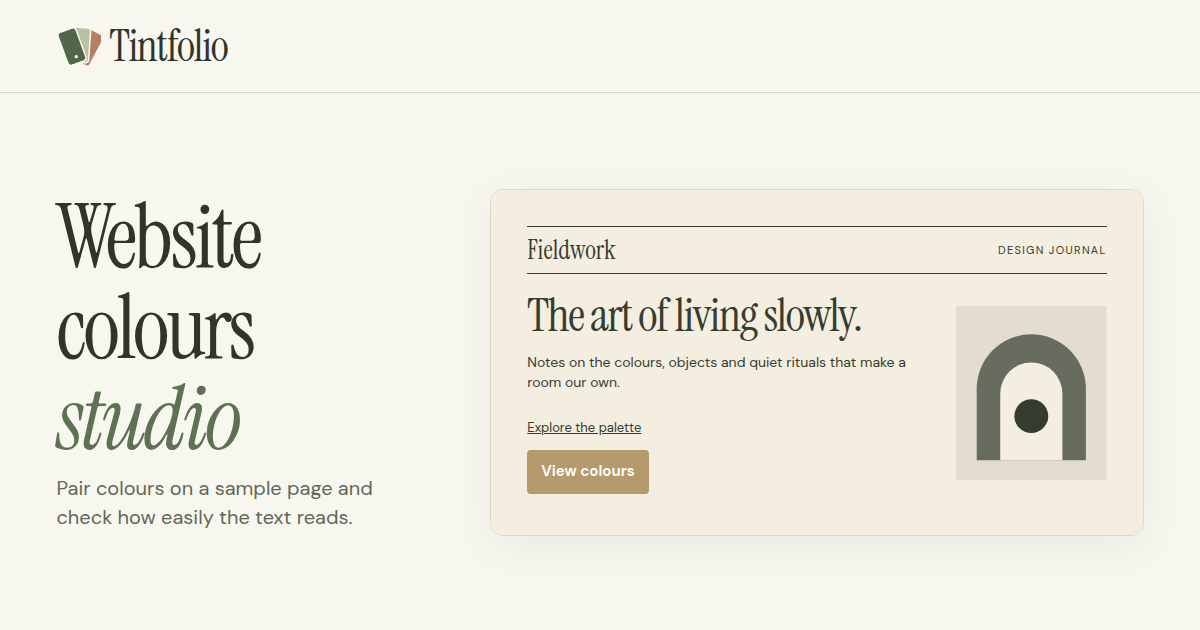 Tintfolio
Website
colours
studio
Pair colours on a sample page and
check how easily the text reads.
Fieldwork
DESIGN JOURNAL
The art of living slowly.
Notes on the colours, objects and quiet rituals that make a
room our own.
Explore the palette
View colours